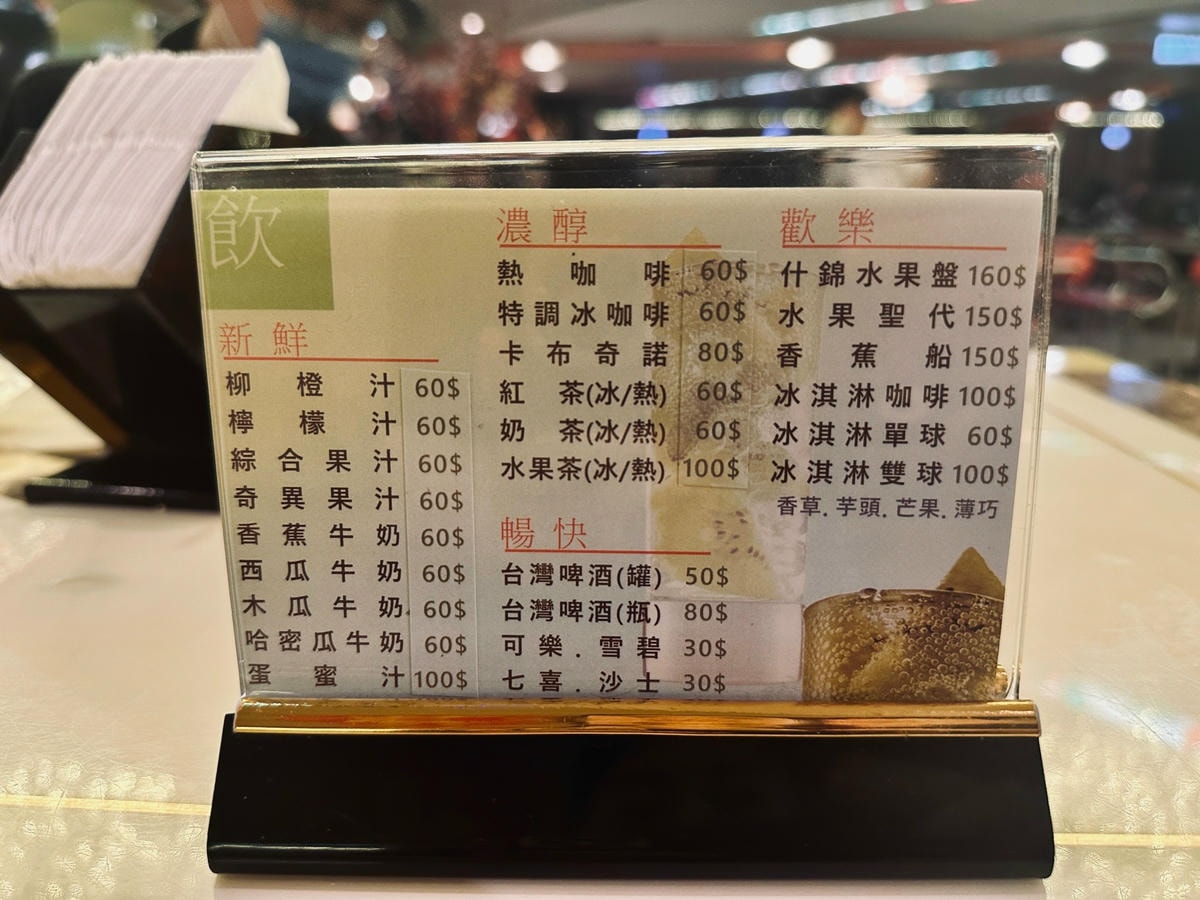 飲
新鮮
柳橙汁 60$
檸檬汁 60$
綜合果汁 60$
奇異果汁 60$
香蕉牛奶 60$
西瓜牛奶 60$
木瓜牛奶 60$
哈密瓜牛奶 60$
蛋蜜汁 100$
濃醇
熱咖啡 60$
特調冰咖啡 60$
卡布奇諾 80$
紅茶(冰/熱) 60$
奶茶(冰/熱) 60$
水果茶(冰/熱) 100$
暢快
台灣啤酒(罐) 50$
台灣啤酒(瓶) 80$
可樂.雪碧 30$
七喜.沙士 30$
歡樂
什錦水果盤 160$
水果聖代 150$
香蕉船 150$
冰淇淋咖啡 100$
冰淇淋單球 60$
冰淇淋雙球 100$
香草.芋頭.芒果.薄巧